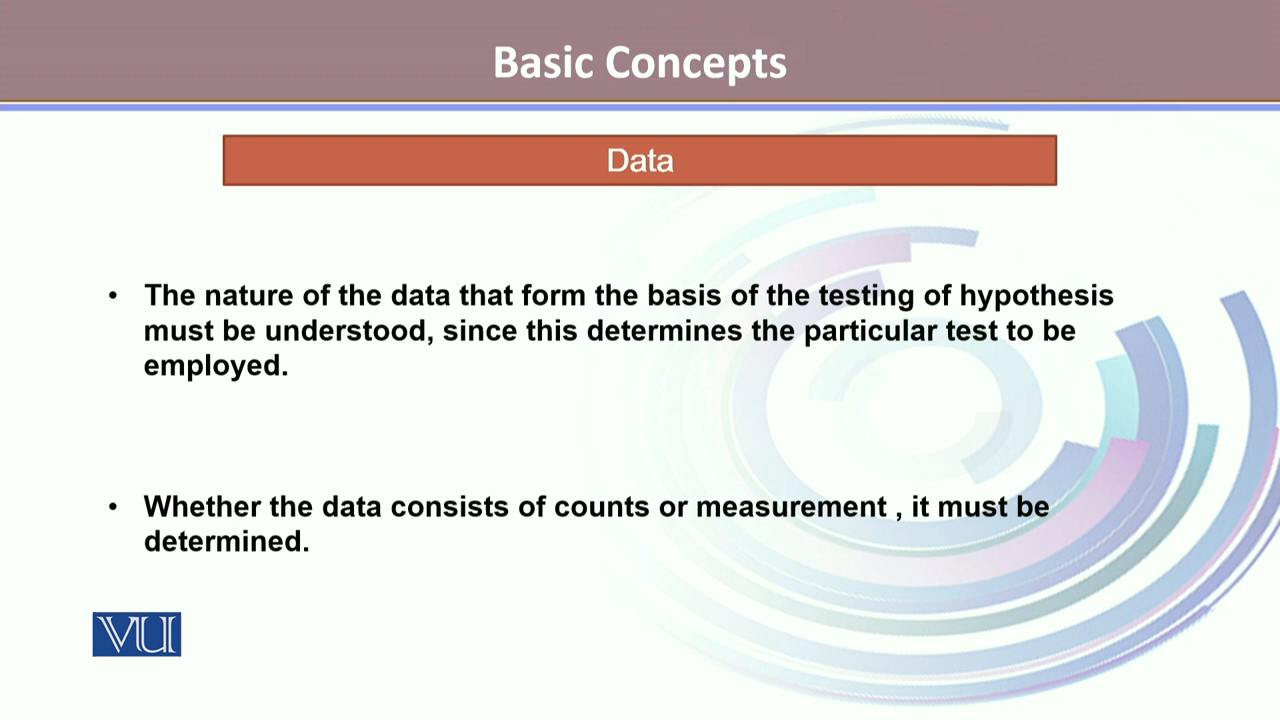 Basic Concepts
Data
• The nature of the data that form the basis of the testing of hypothesis
must be understood, since this determines the particular test to be
employed.
• Whether the data consists of counts or measurement , it must be
determined.
VU